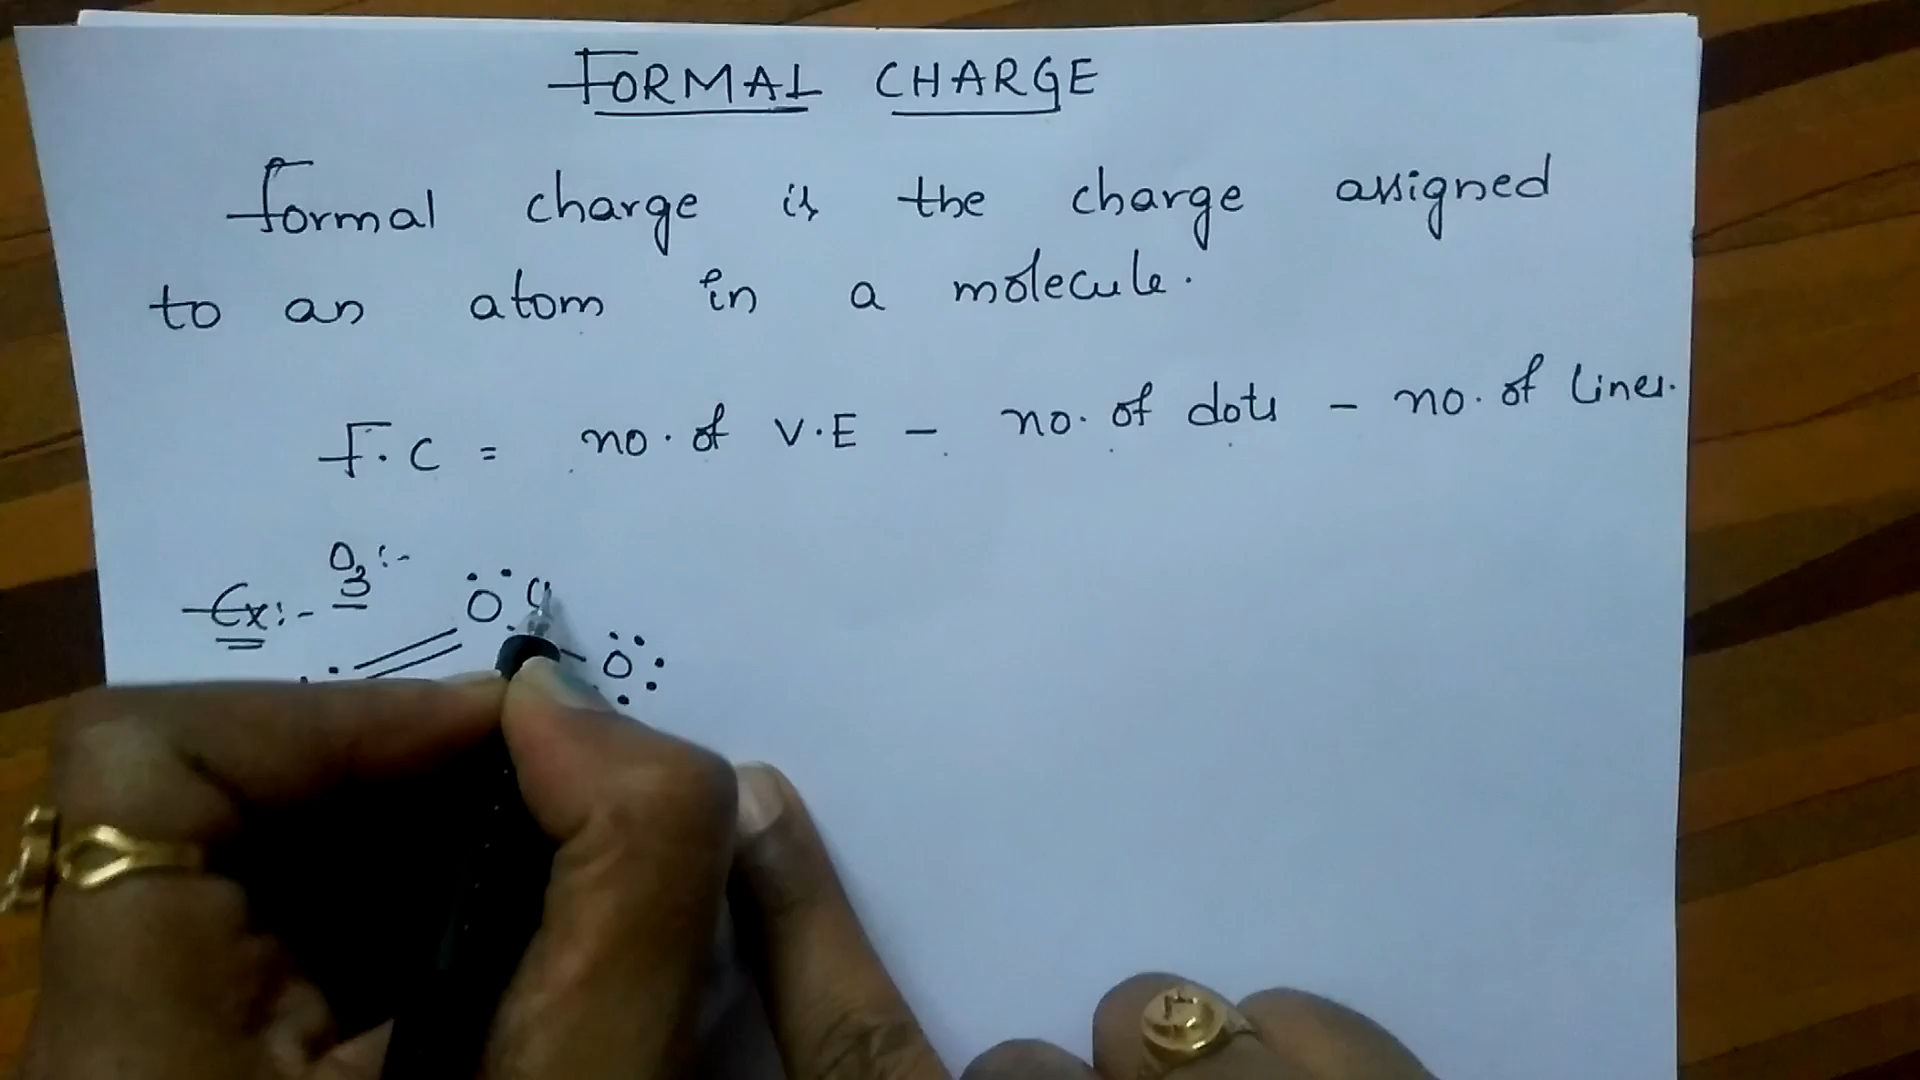 FORMAL CHARGE
Formal charge is the charge assigned
to an atom in a molecule.
F.C = no. of V.E - no. of dots - no. of lines.
Ex:- O3:-
O
O